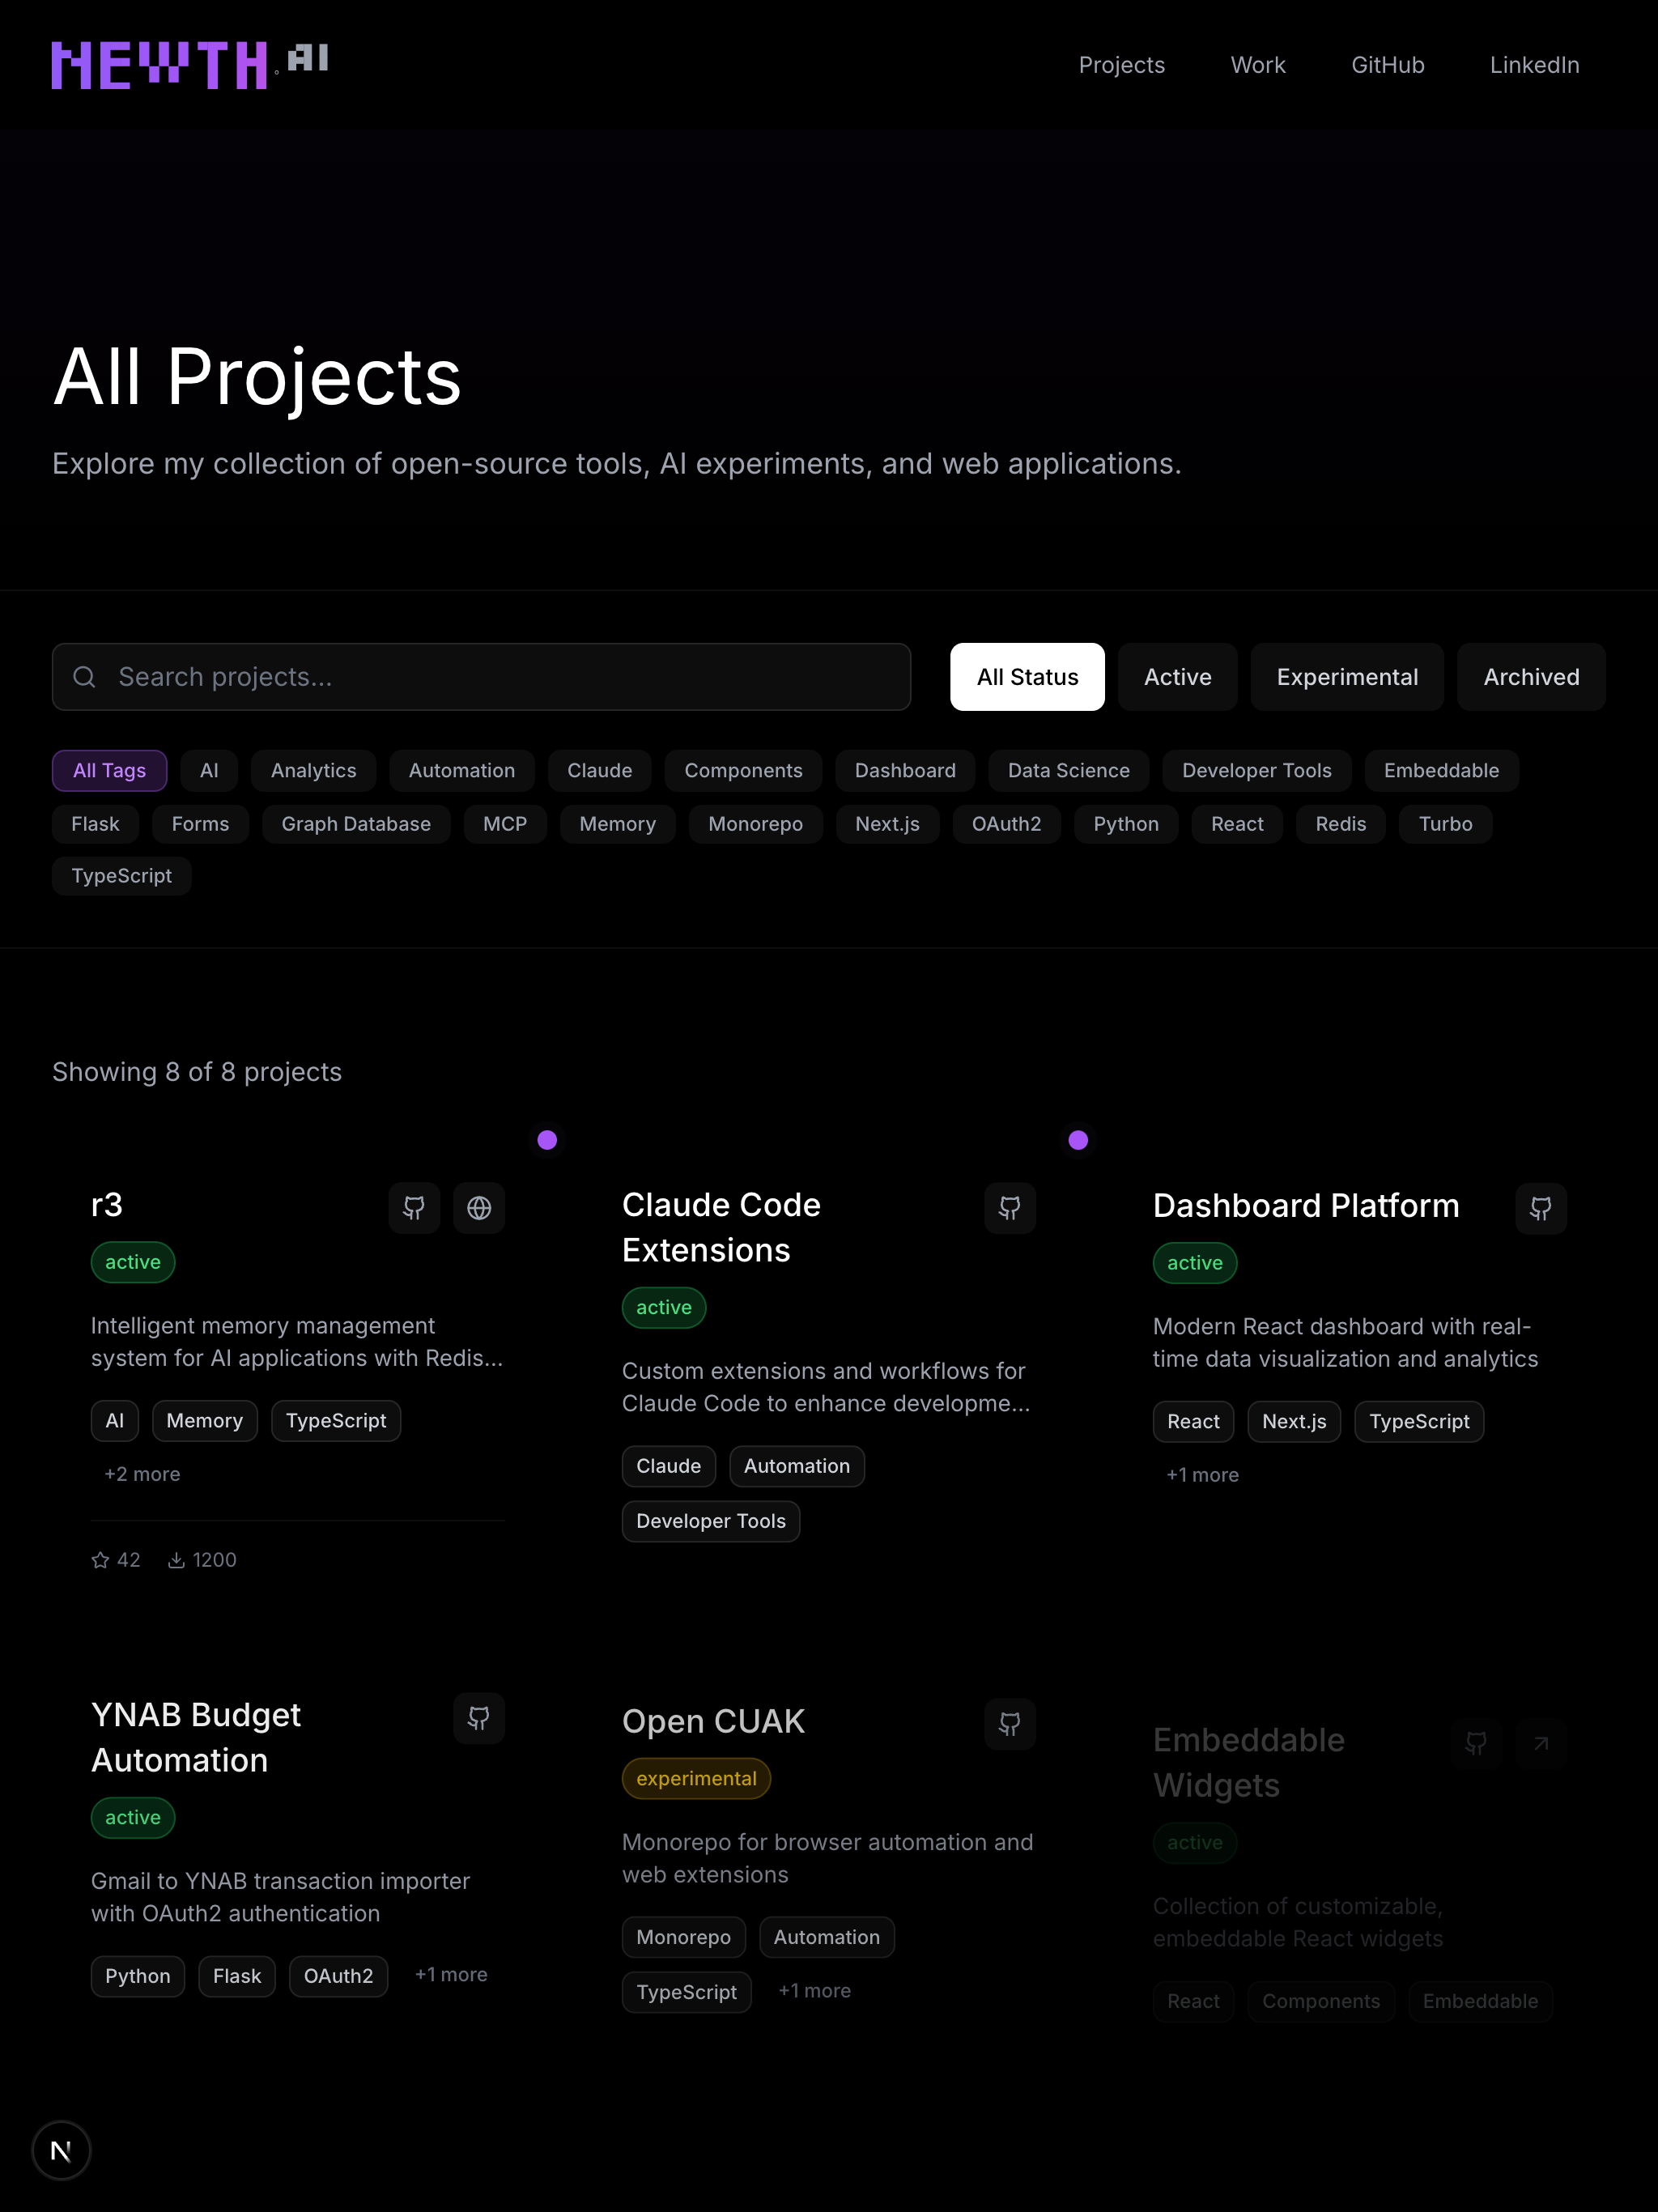 NEWTH.AI
Projects Work GitHub LinkedIn
All Projects
Explore my collection of open-source tools, AI experiments, and web applications.
Search projects...
All Status Active Experimental Archived
All Tags AI Analytics Automation Claude Components Dashboard Data Science Developer Tools Embeddable
Flask Forms Graph Database MCP Memory Monorepo Next.js OAuth2 Python React Redis Turbo
TypeScript
Showing 8 of 8 projects
r3
active
Intelligent memory management
system for AI applications with Redis...
AI Memory TypeScript
+2 more
42 1200
Claude Code
Extensions
active
Custom extensions and workflows for
Claude Code to enhance developme...
Claude Automation
Developer Tools
Dashboard Platform
active
Modern React dashboard with real-
time data visualization and analytics
React Next.js TypeScript
+1 more
YNAB Budget
Automation
active
Gmail to YNAB transaction importer
with OAuth2 authentication
Python Flask OAuth2 +1 more
Open CUAK
experimental
Monorepo for browser automation and
web extensions
Monorepo Automation
TypeScript +1 more
Embeddable
Widgets
active
Collection of customizable,
embeddable React widgets
React Components Embeddable
N